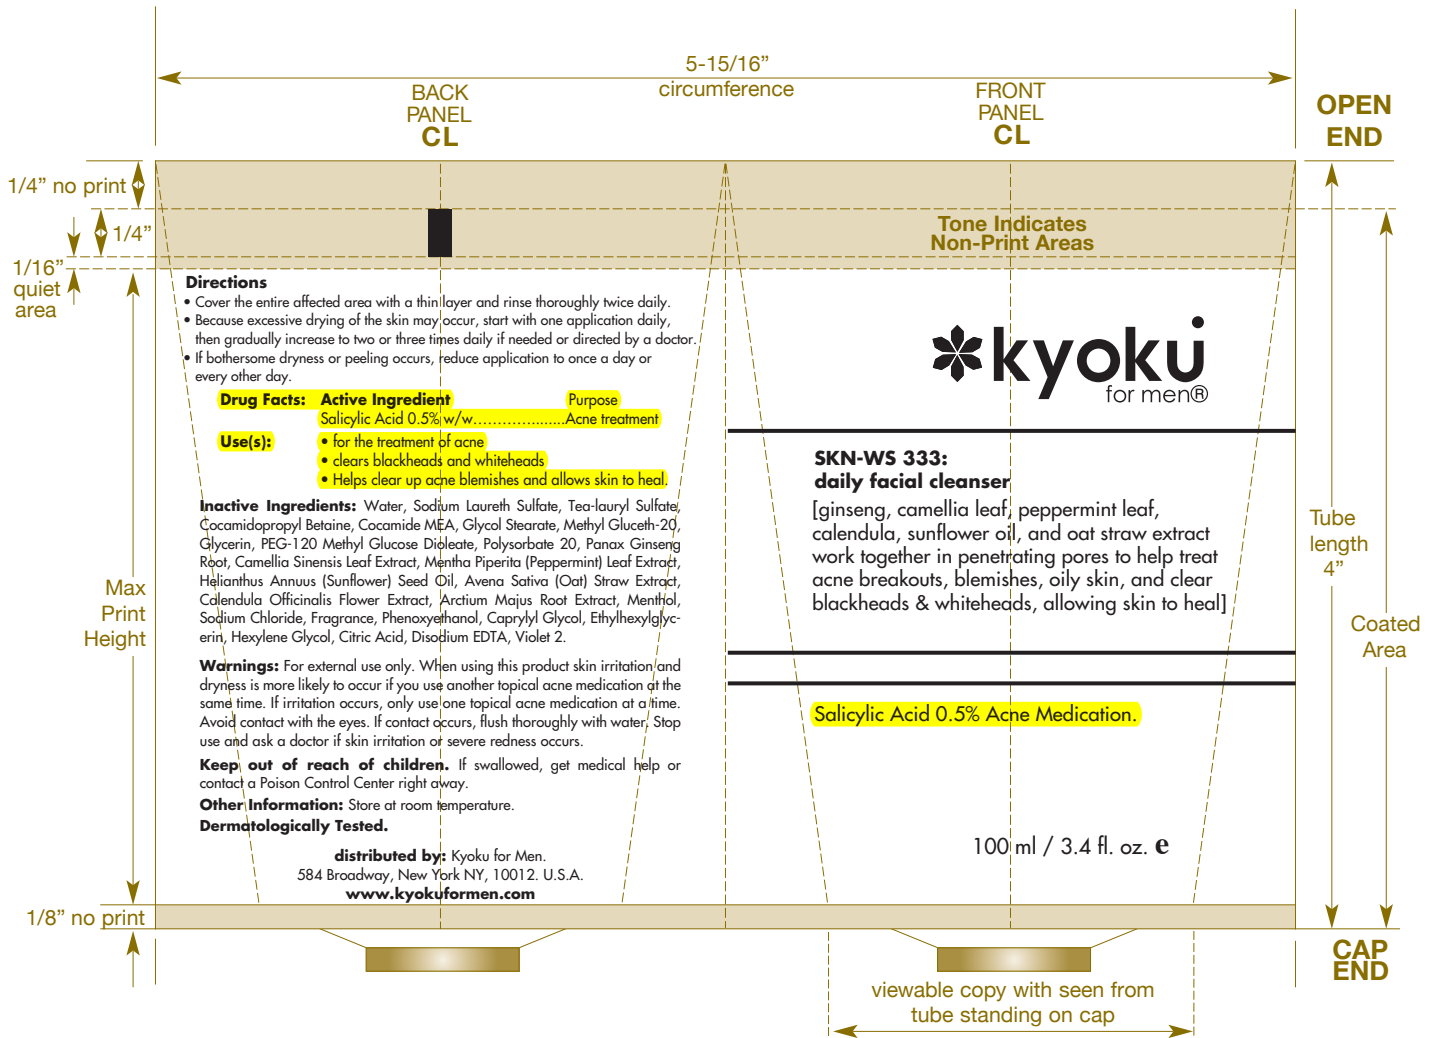 5-15/16”
circumference
BACK
PANEL
CL
FRONT
PANEL
CL
OPEN
END
1/4” no print
1/4”
1/16”
quiet
area
Tone Indicates
Non-Print Areas
Directions
• Cover the entire affected area with a thin layer and rinse thoroughly twice daily.
• Because excessive drying of the skin may occur, start with one application daily,
then gradually increase to two or three times daily if needed or directed by a doctor.
• If bothersome dryness or peeling occurs, reduce application to once a day or
every other day.
Drug Facts: Active Ingredient Purpose
Salicylic Acid 0.5% w/w....................Acne treatment
Use(s): • for the treatment of acne
• clears blackheads and whiteheads
• Helps clear up acne blemishes and allows skin to heal.
Inactive Ingredients: Water, Sodium Laureth Sulfate, Tea-lauryl Sulfate,
Cocamidopropyl Betaine, Cocamide MEA, Glycol Stearate, Methyl Gluceth-20,
Glycerin, PEG-120 Methyl Glucose Dioleate, Polysorbate 20, Panax Ginseng
Root, Camellia Sinensis Leaf Extract, Mentha Piperita (Peppermint) Leaf Extract,
Helianthus Annuus (Sunflower) Seed Oil, Avena Sativa (Oat) Straw Extract,
Calendula Officinalis Flower Extract, Arctium Majus Root Extract, Menthol,
Sodium Chloride, Fragrance, Phenoxyethanol, Caprylyl Glycol, Ethylhexylglyc-
erin, Hexylene Glycol, Citric Acid, Disodium EDTA, Violet 2.
Warnings: For external use only. When using this product skin irritation and
dryness is more likely to occur if you use another topical acne medication at the
same time. If irritation occurs, only use one topical acne medication at a time.
Avoid contact with the eyes. If contact occurs, flush thoroughly with water. Stop
use and ask a doctor if skin irritation or severe redness occurs.
Keep out of reach of children. If swallowed, get medical help or
contact a Poison Control Center right away.
Other Information: Store at room temperature.
Dermatologically Tested.
distributed by: Kyoku for Men.
584 Broadway, New York NY, 10012. U.S.A.
www.kyokuformen.com
Max
Print
Height
1/8” no print
kyoku
for men®
SKN-WS 333:
daily facial cleanser
[ginseng, camellia leaf, peppermint leaf,
calendula, sunflower oil, and oat straw extract
work together in penetrating pores to help treat
acne breakouts, blemishes, oily skin, and clear
blackheads & whiteheads, allowing skin to heal]
Salicylic Acid 0.5% Acne Medication.
100 ml / 3.4 fl. oz. e
Tube
length
4”
Coated
Area
CAP
END
viewable copy with seen from
tube standing on cap